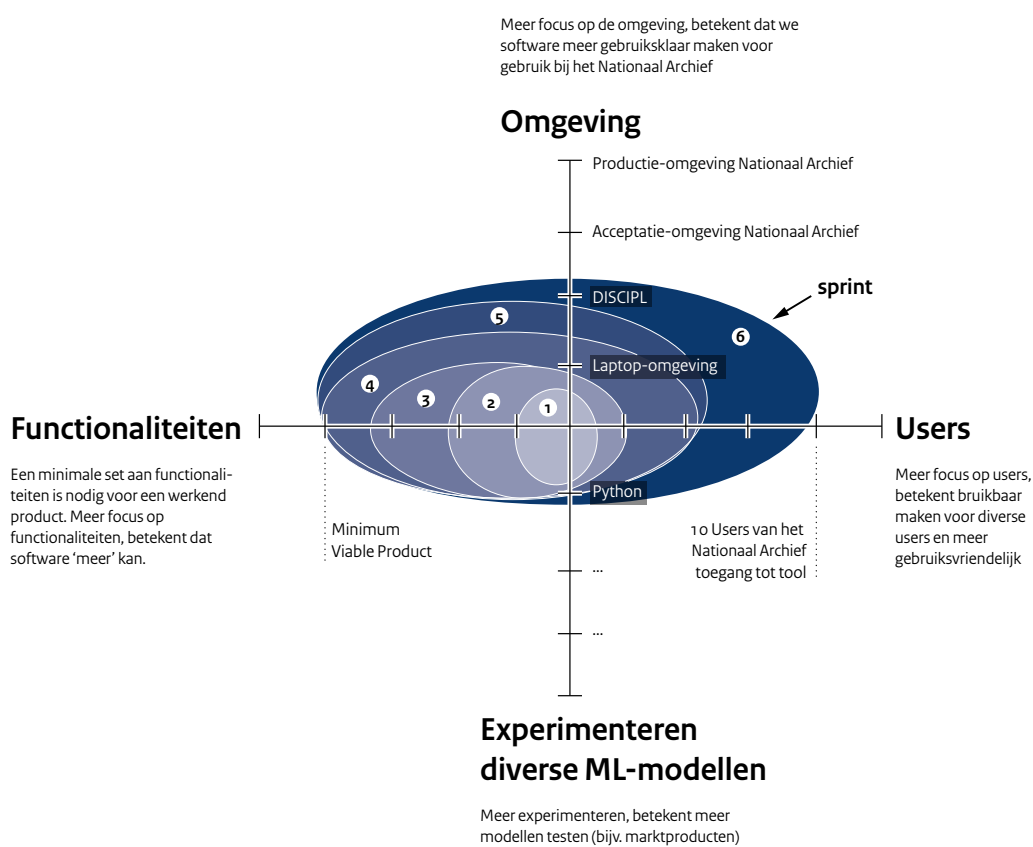 Meer focus op de omgeving, betekent dat we
software meer gebruiksklaar maken voor
gebruik bij het Nationaal Archief
Omgeving
Productie-omgeving Nationaal Archief
Acceptatie-omgeving Nationaal Archief
sprint
DISCIPL
5
6
Laptop-omgeving
4
3
2
1
Functionaliteiten
Een minimale set aan functionali-
teiten is nodig voor een werkend
product. Meer focus op
functionaliteiten, betekent dat
software ‘meer’ kan.
Users
Meer focus op users,
betekent bruikbaar
maken voor diverse
users en meer
gebruiksvriendelijk
Python
Minimum
Viable Product
10 Users van het
Nationaal Archief
toegang tot tool
...
...
Experimenteren
diverse ML-modellen
Meer experimenteren, betekent meer
modellen testen (bijv. marktproducten)